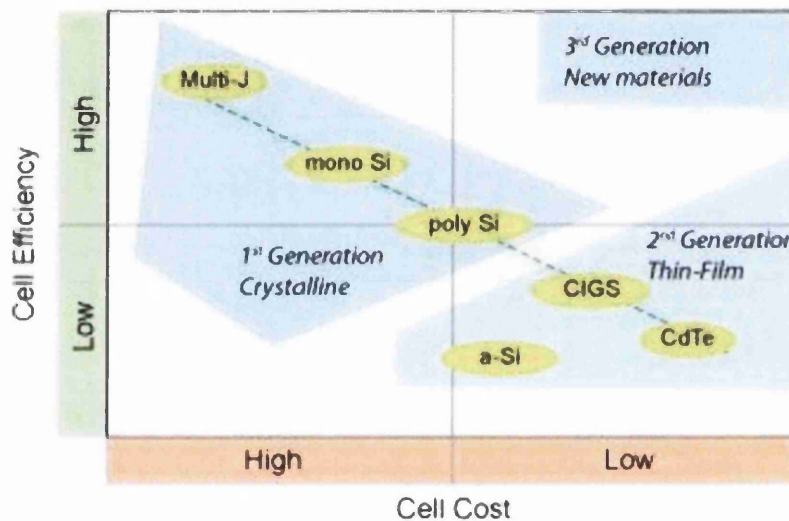 Cell Efficiency
High
Low
Multi-J
mono Si
poly Si
CIGS
CdTe
a-Si
1st Generation
Crystalline
2nd Generation
Thin-Film
3rd Generation
New materials
High
Low
Cell Cost